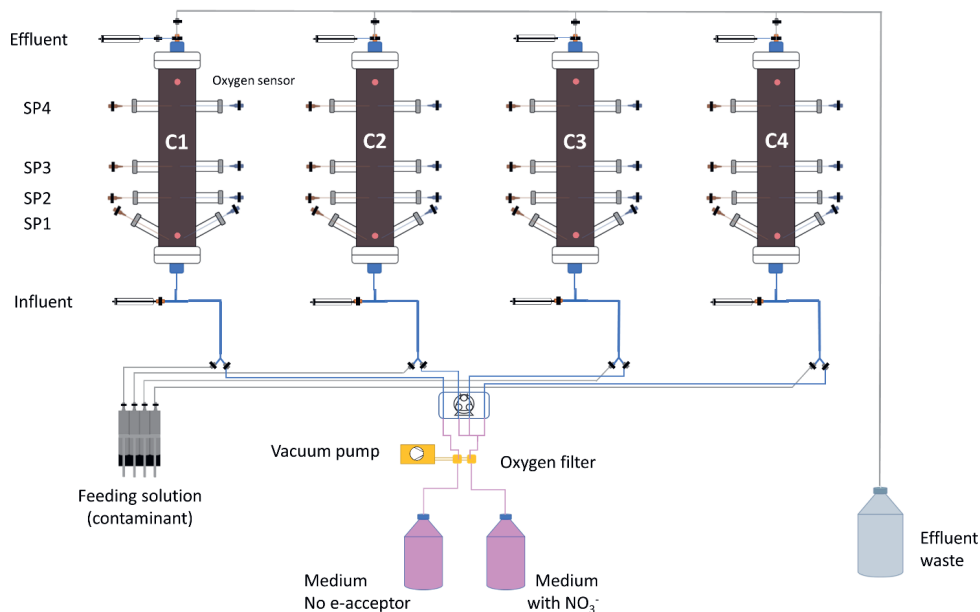 Effluent
Oxygen sensor
SP4
C1
C2
C3
C4
SP3
SP2
SP1
Influent
Vacuum pump
Oxygen filter
Feeding solution
(contaminant)
Medium
No e-acceptor
Medium
with NO₃⁻
Effluent
waste